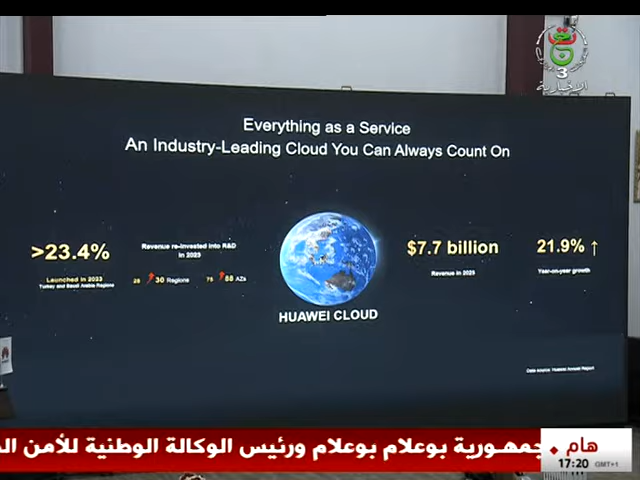 3
الإخبارية
Everything as a Service
An Industry-Leading Cloud You Can Always Count On
>23.4%
Revenue re-invested into R&D
in 2023
Launched in 2023
Turkey and Saudi Arabia Regions
30 Regions
88 AZs
HUAWEI CLOUD
$7.7 billion
Revenue in 2023
21.9% ↑
Year-on-year growth
Data source: Huawei Annual Report
جمهورية بوعلام بوعلام ورئيس الوكالة الوطنية للأمن
هام
17:20 GMT+1